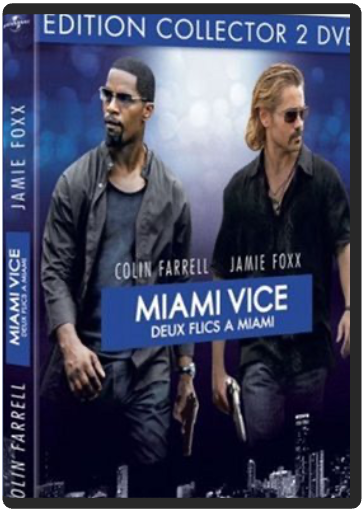 EDITION COLLECTOR 2 DVD
COLIN FARRELL JAMIE FOXX
MIAMI VICE
DEUX FLICS A MIAMI
JAMIE FOXX
MIAMI VICE
DEUX FLICS A MIAMI
COLIN FARRELL